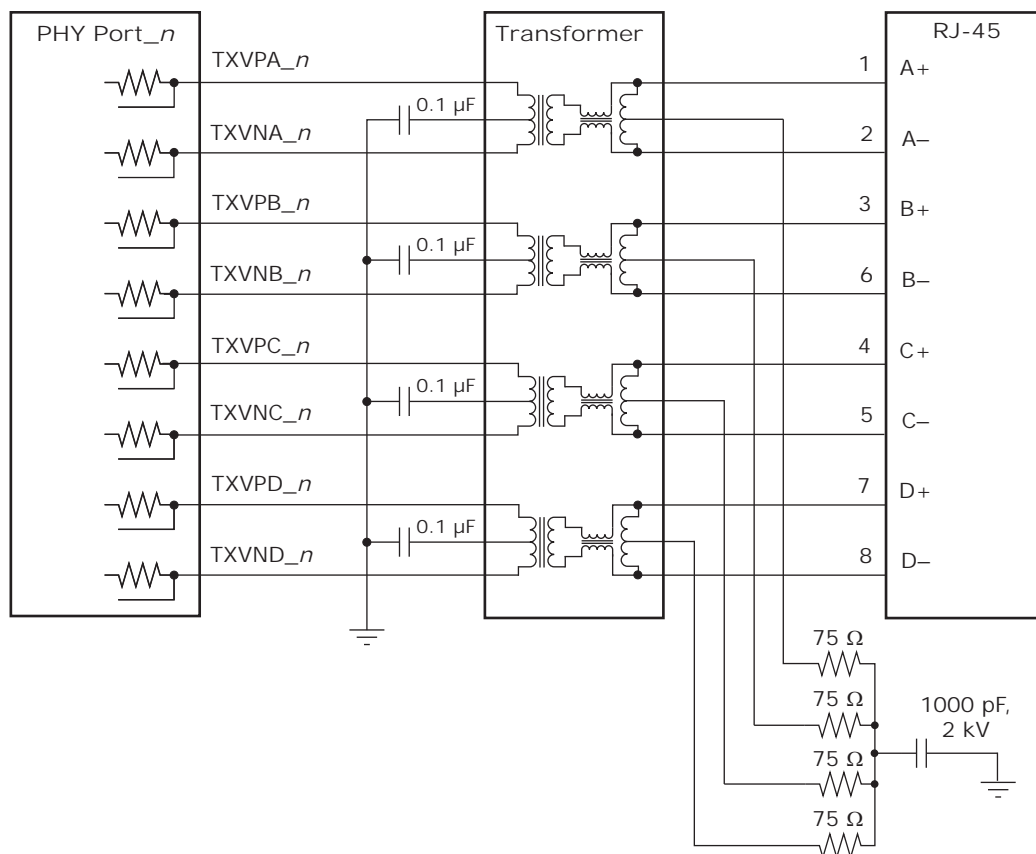 PHY Port_n
Transformer
RJ-45
TXVPA_n
1
A+
0.1 µF
TXVNA_n
2
A−
TXVPB_n
3
B+
0.1 µF
TXVNB_n
6
B−
TXVPC_n
4
C+
0.1 µF
TXVNC_n
5
C−
TXVPD_n
7
D+
0.1 µF
TXVND_n
8
D−
75 Ω
75 Ω
1000 pF,
2 kV
75 Ω
75 Ω